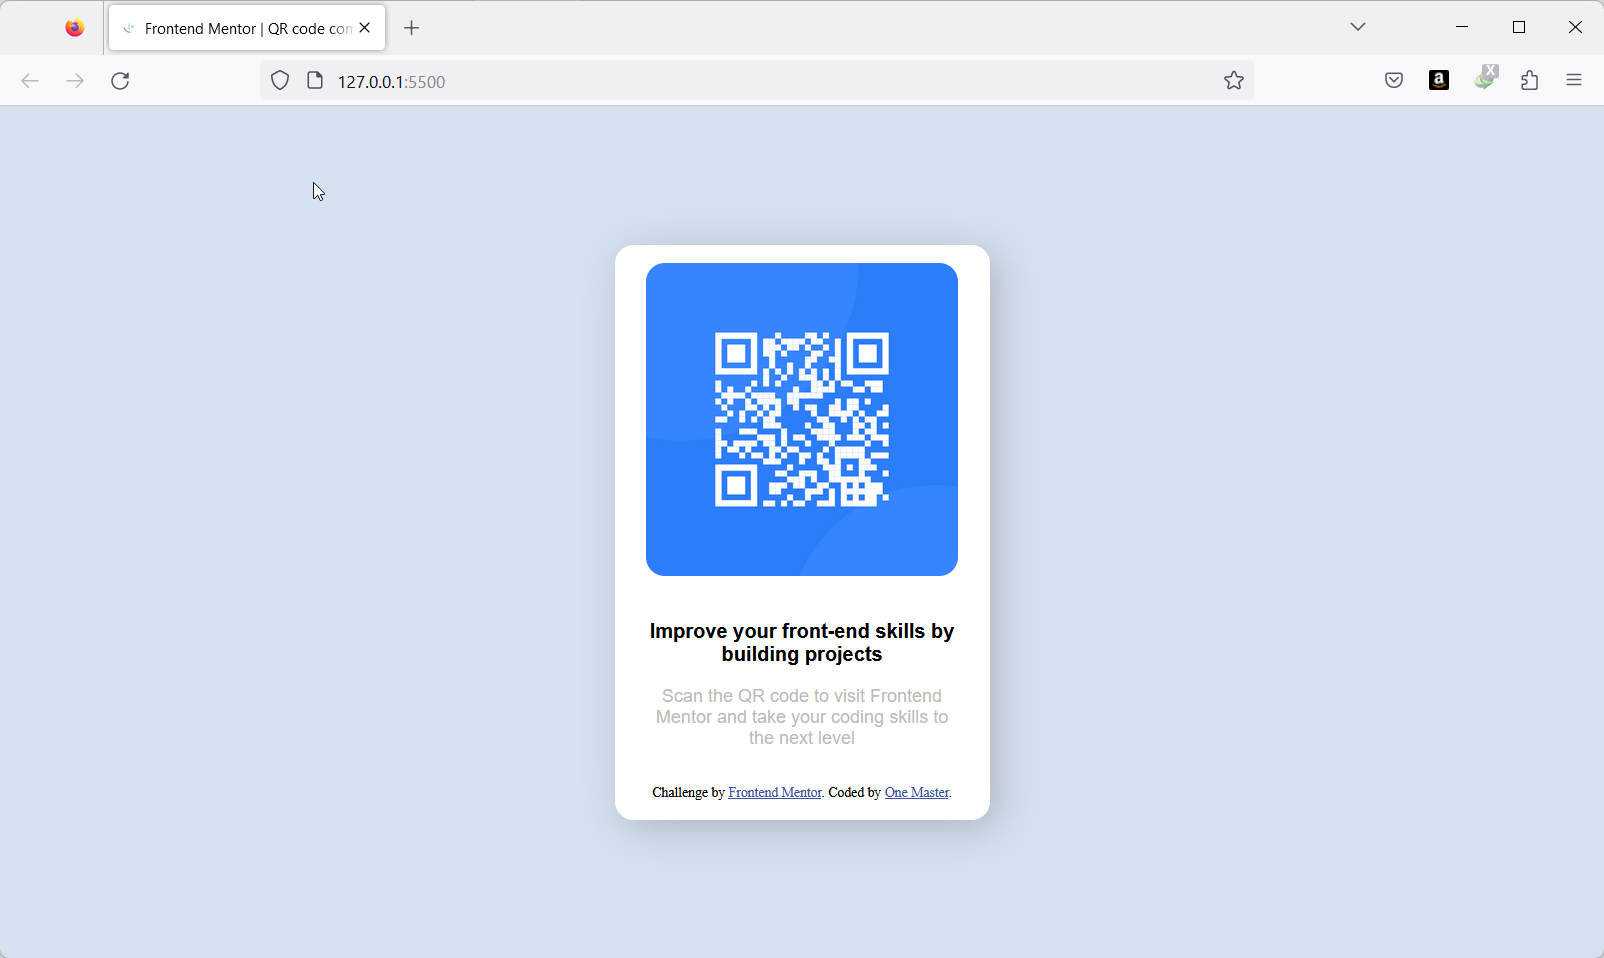 Frontend Mentor | QR code con
127.0.0.1:5500
a
X
Improve your front-end skills by
building projects
Scan the QR code to visit Frontend
Mentor and take your coding skills to
the next level
Challenge by Frontend Mentor. Coded by One Master.